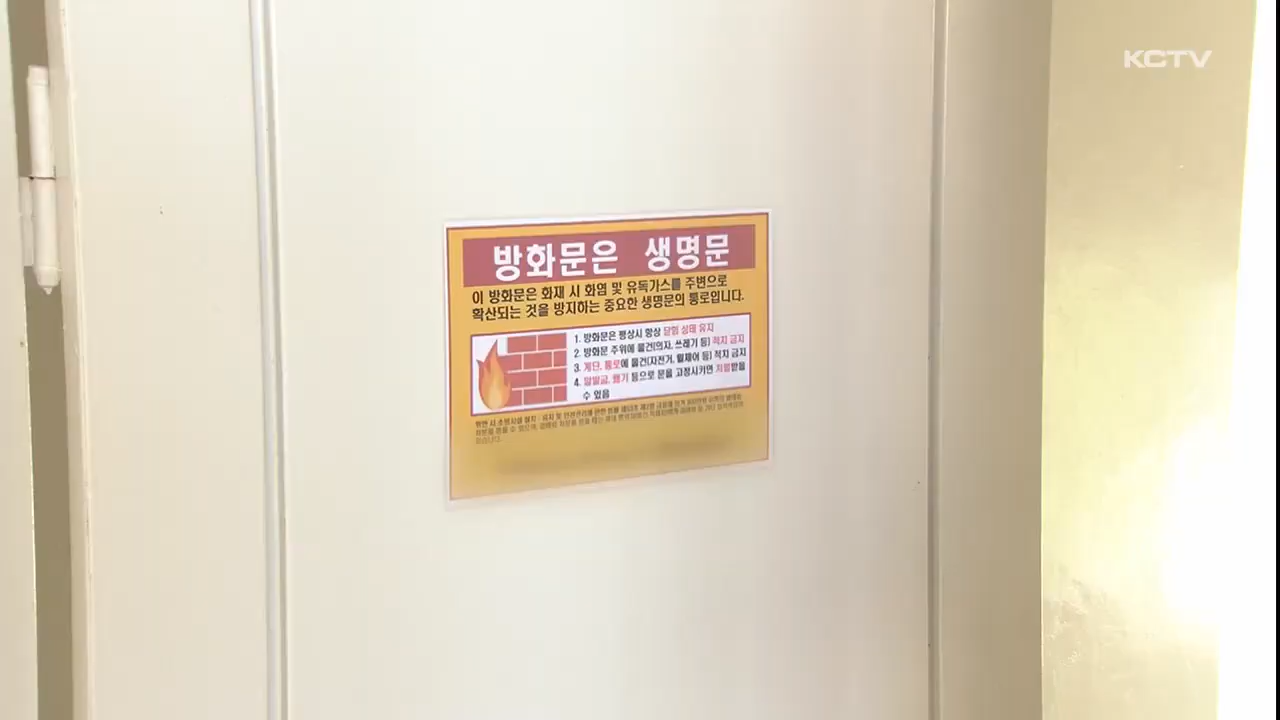 KCTV
방화문은 생명문
이 방화문은 화재 시 화염 및 유독가스를 주변으로
확산되는 것을 방지하는 중요한 생명문의 통로입니다.
1. 방화문은 평상시 항상 닫힘 상태 유지
2. 방화문 주위에 물건(의자, 쓰레기 등) 적치 금지
3. 계단, 통로에 물건(자전거, 휠체어 등) 적치 금지
4. 말발굽, 쐐기 등으로 문을 고정시키면 처벌받을
수 있음